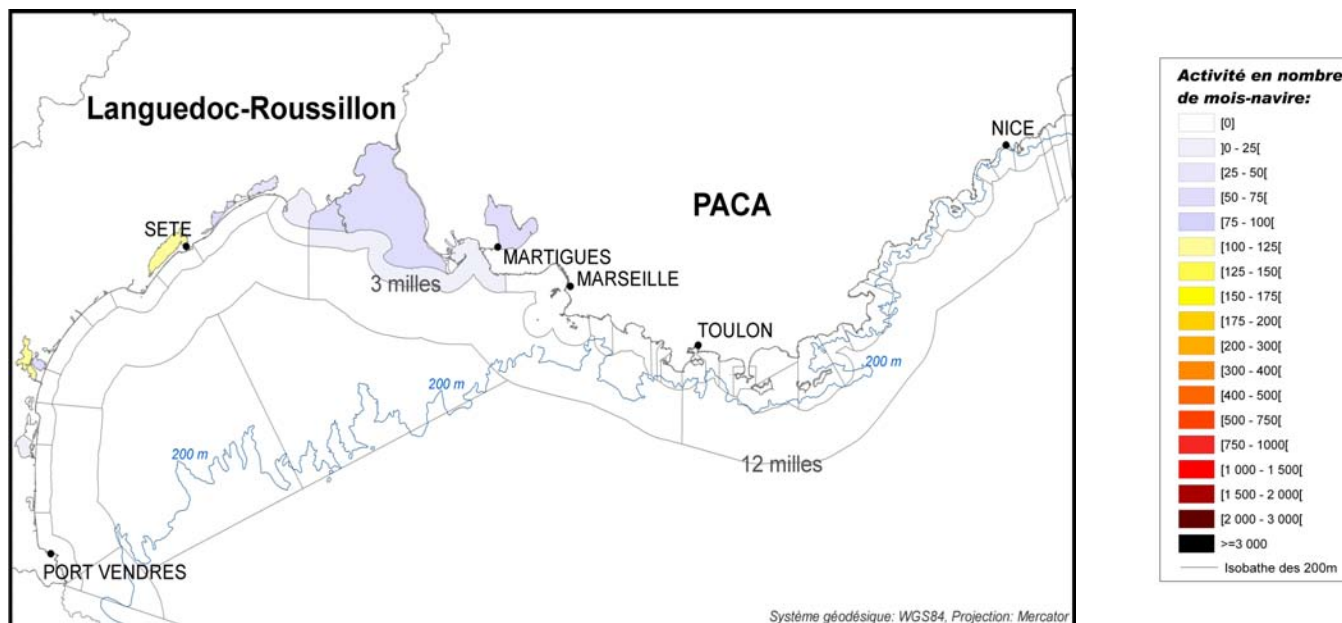 Languedoc-Roussillon
NICE
PACA
SETE
MARTIGUES
MARSEILLE
3 milles
TOULON
200 m
200 m
200 m
12 milles
PORT VENDRES
Système géodésique: WGS84, Projection: Mercator
Activité en nombre
de mois-navire:
[0]
]0 - 25[
[25 - 50[
[50 - 75[
[75 - 100[
[100 - 125[
[125 - 150[
[150 - 175[
[175 - 200[
[200 - 300[
[300 - 400[
[400 - 500[
[500 - 750[
[750 - 1000[
[1 000 - 1 500[
[1 500 - 2 000[
[2 000 - 3 000[
>=3 000
Isobathe des 200m